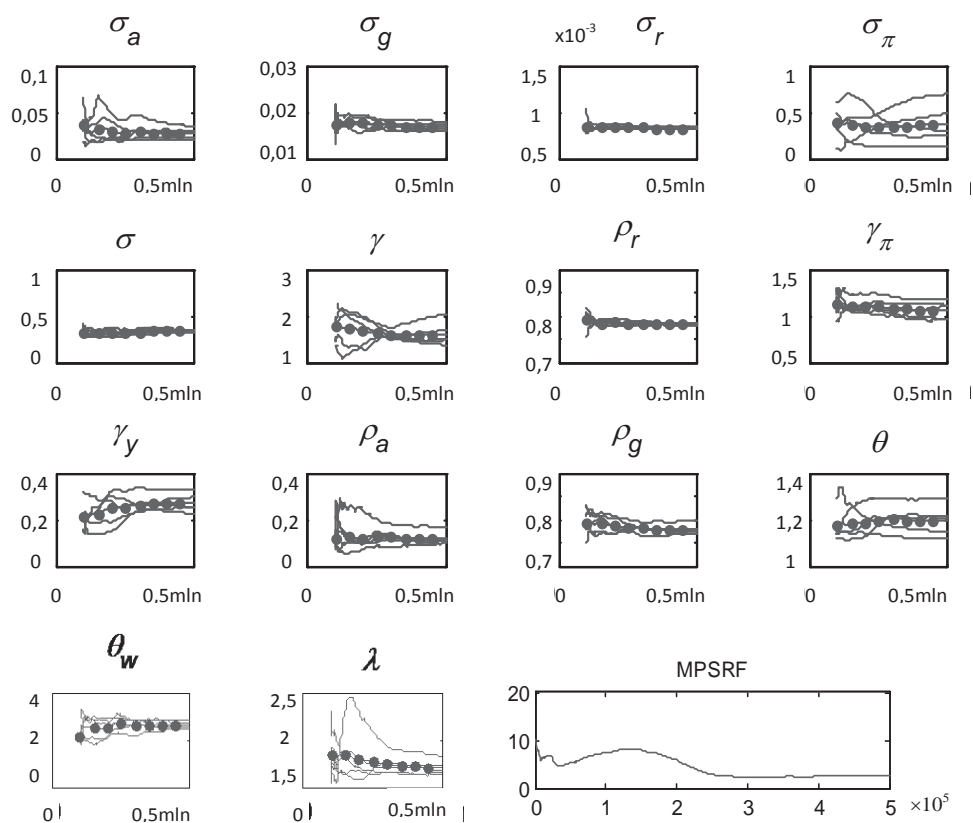 σa σg ×10-3 σr σπ
0,1 0,03 1,5 1
0,05 0,02 1 0,5
0 0,01 0,5 0
0 0,5mln 0 0,5mln 0 0,5mln 0 0,5mln
σ γ ρr γπ
1 3 0,9 1,5
0,5 2 0,8 1
0 1 0,7 0,5
0 0,5mln 0 0,5mln 0 0,5mln 0 0,5mln
γy ρa ρg θ
0,4 0,4 0,9 1,4
0,2 0,2 0,8 1,2
0 0 0,7 1
0 0,5mln 0 0,5mln 0 0,5mln 0 0,5mln
θw λ MPSRF
4 2,5 20
2 2 10
0 1,5 0
0 0,5mln 0 0,5mln 0 1 2 3 4 5 ×105